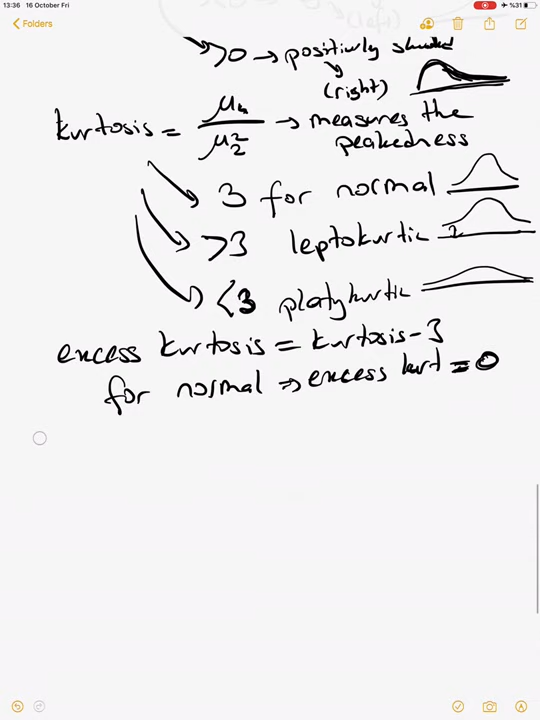 13:36 16 October Fri
%31
Folders
>0 → positively skewed
(right)
kurtosis = μ4 / μ2² → measures the
peakedness
3 for normal
>3 leptokurtic
<3 platykurtic
excess kurtosis = kurtosis - 3
for normal ⇒ excess kurt = 0